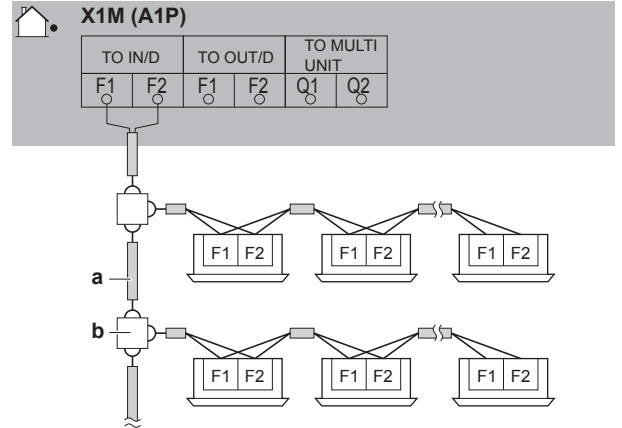 X1M (A1P)
TO IN/D TO OUT/D TO MULTI UNIT
F1 F2 F1 F2 Q1 Q2
F1 F2 F1 F2 F1 F2
a
b
F1 F2 F1 F2 F1 F2